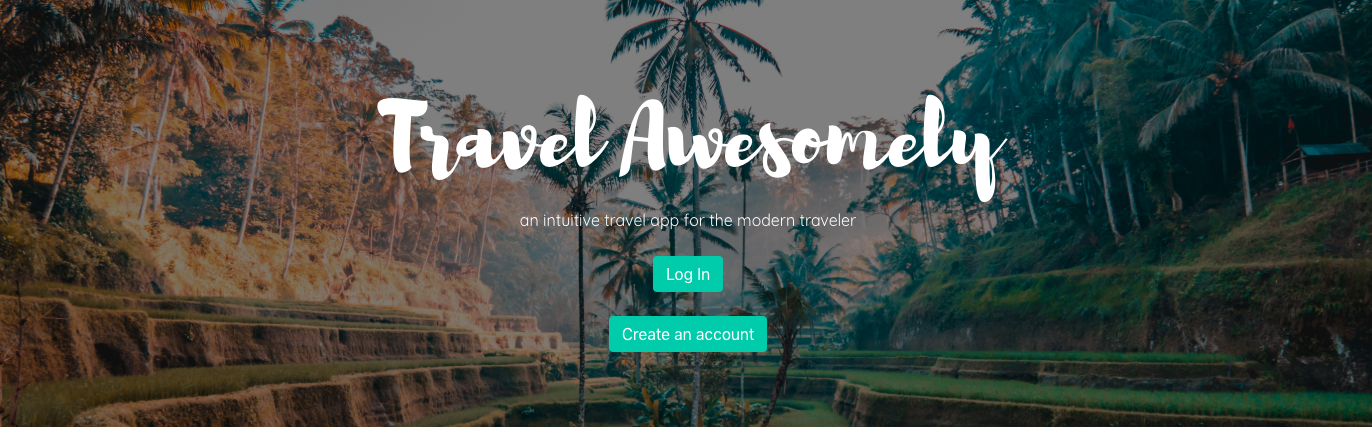 Travel Awesomely
an intuitive travel app for the modern traveler
Log In
Create an account